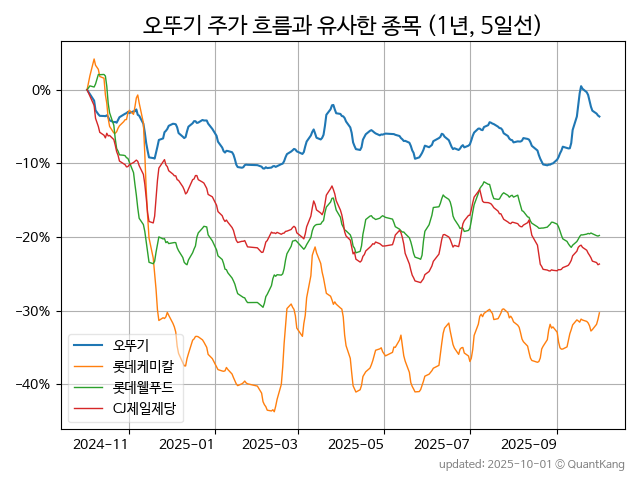 오뚜기 주가 흐름과 유사한 종목 (1년, 5일선)
0%
−10%
−20%
−30%
−40%
오뚜기
롯데케미칼
롯데웰푸드
CJ제일제당
2024−11
2025−01
2025−03
2025−05
2025−07
2025−09
updated: 2025-10-01 © QuantKang